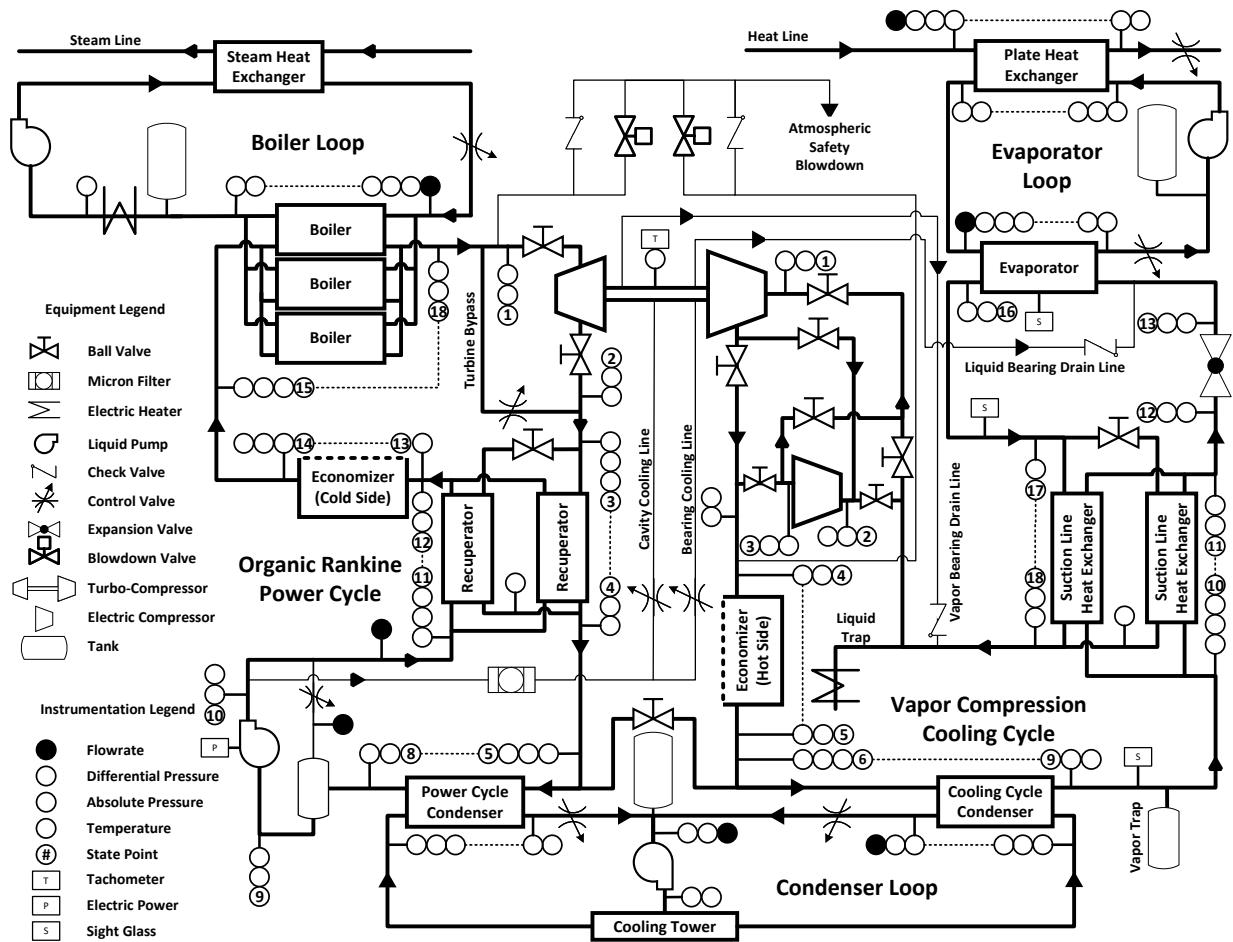 Steam Line
Steam Heat
Exchanger
Boiler Loop
Boiler
Boiler
Boiler
Heat Line
Plate Heat
Exchanger
Evaporator
Loop
Evaporator
Atmospheric
Safety
Blowdown
T
S
1
1
18
16
13
15
14
13
2
3
4
12
11
12
Turbine Bypass
Liquid Bearing Drain Line
S
Economizer
(Cold Side)
Recuperator
Recuperator
Organic Rankine
Power Cycle
Cavity Cooling Line
Bearing Cooling Line
Vapor Bearing Drain Line
3
2
4
17
18
11
10
Suction Line
Heat Exchanger
Suction Line
Heat Exchanger
Liquid
Trap
Economizer
(Hot Side)
Vapor Compression
Cooling Cycle
10
P
9
8
5
5
6
9
S
Power Cycle
Condenser
Cooling Cycle
Condenser
Vapor Trap
Condenser Loop
Cooling Tower
Equipment Legend
Ball Valve
Micron Filter
Electric Heater
Liquid Pump
Check Valve
Control Valve
Expansion Valve
Blowdown Valve
Turbo-Compressor
Electric Compressor
Tank
Instrumentation Legend
Flowrate
Differential Pressure
Absolute Pressure
Temperature
# State Point
T Tachometer
P Electric Power
S Sight Glass